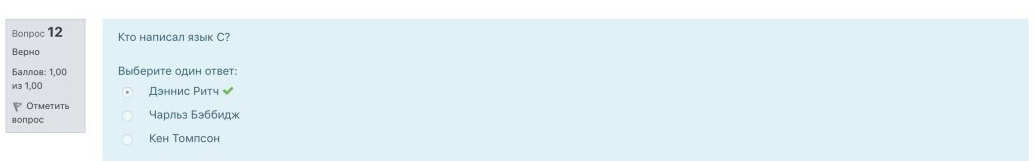 Вопрос 12
Верно
Баллов: 1,00
из 1,00
Отметить
вопрос
Кто написал язык С?
Выберите один ответ:
Дэннис Ритч
Чарльз Бэббидж
Кен Томпсон